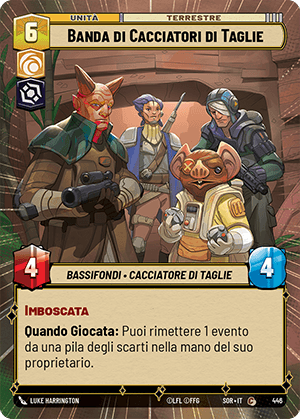 UNITÀ TERRESTRE
6 BANDA DI CACCIATORI DI TAGLIE
4 BASSIFONDI • CACCIATORE DI TAGLIE 4
IMBOSCATA
Quando Giocata: Puoi rimettere 1 evento
da una pila degli scarti nella mano del suo
proprietario.
LUKE HARRINGTON ©LFL ©FFG SOR • IT C 446